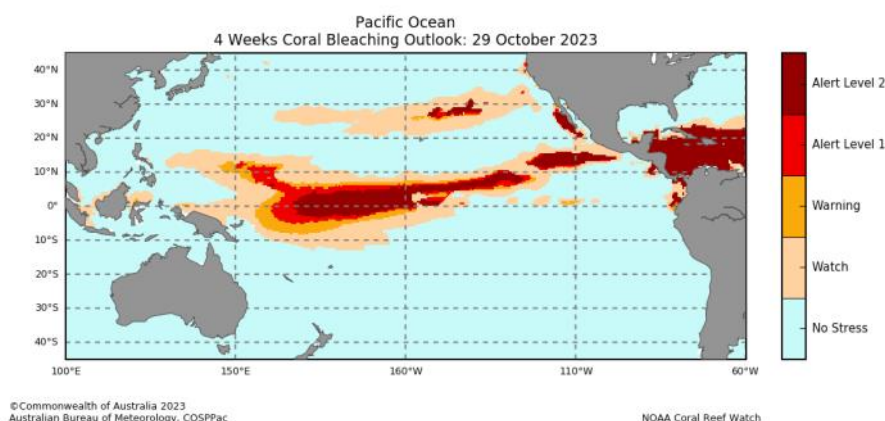 Pacific Ocean
4 Weeks Coral Bleaching Outlook: 29 October 2023
40°N
30°N
20°N
10°N
0°
10°S
20°S
30°S
40°S
100°E
150°E
160°W
110°W
60°W
Alert Level 2
Alert Level 1
Warning
Watch
No Stress
©Commonwealth of Australia 2023
Australian Bureau of Meteorology, COSPPac
NOAA Coral Reef Watch